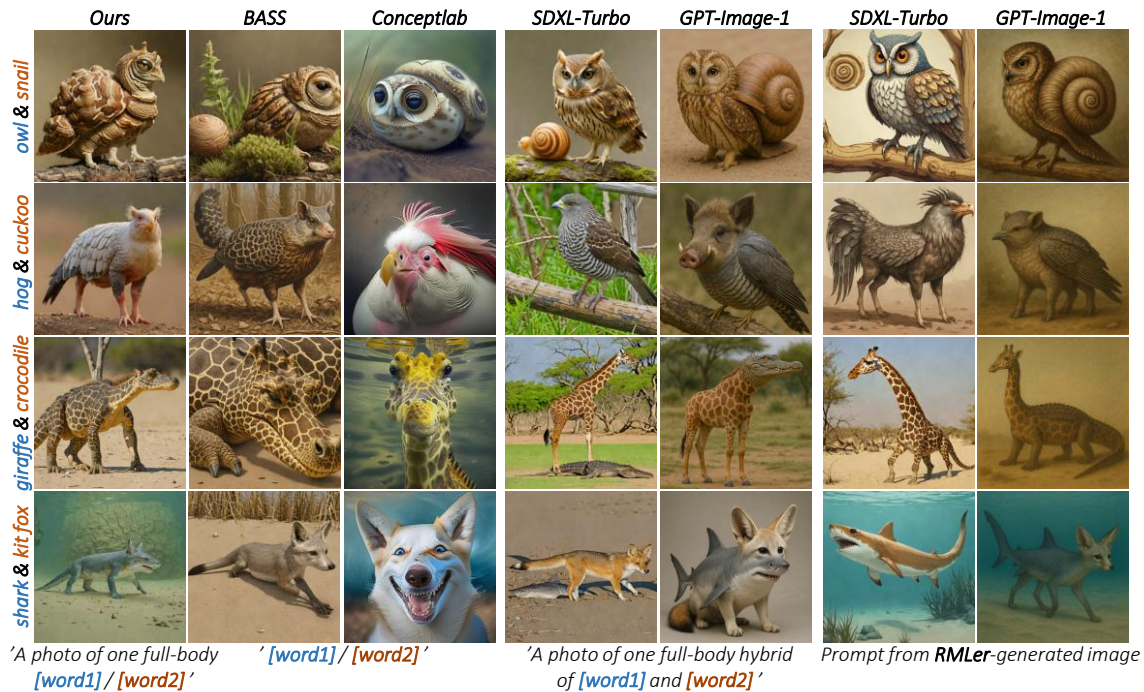 Ours BASS Conceptlab SDXL-Turbo GPT-Image-1 SDXL-Turbo GPT-Image-1
owl & snail
hog & cuckoo
giraffe & crocodile
shark & kit fox
'A photo of one full-body
[word1] / [word2] '
' [word1] / [word2] '
'A photo of one full-body hybrid
of [word1] and [word2] '
Prompt from RMLer-generated image